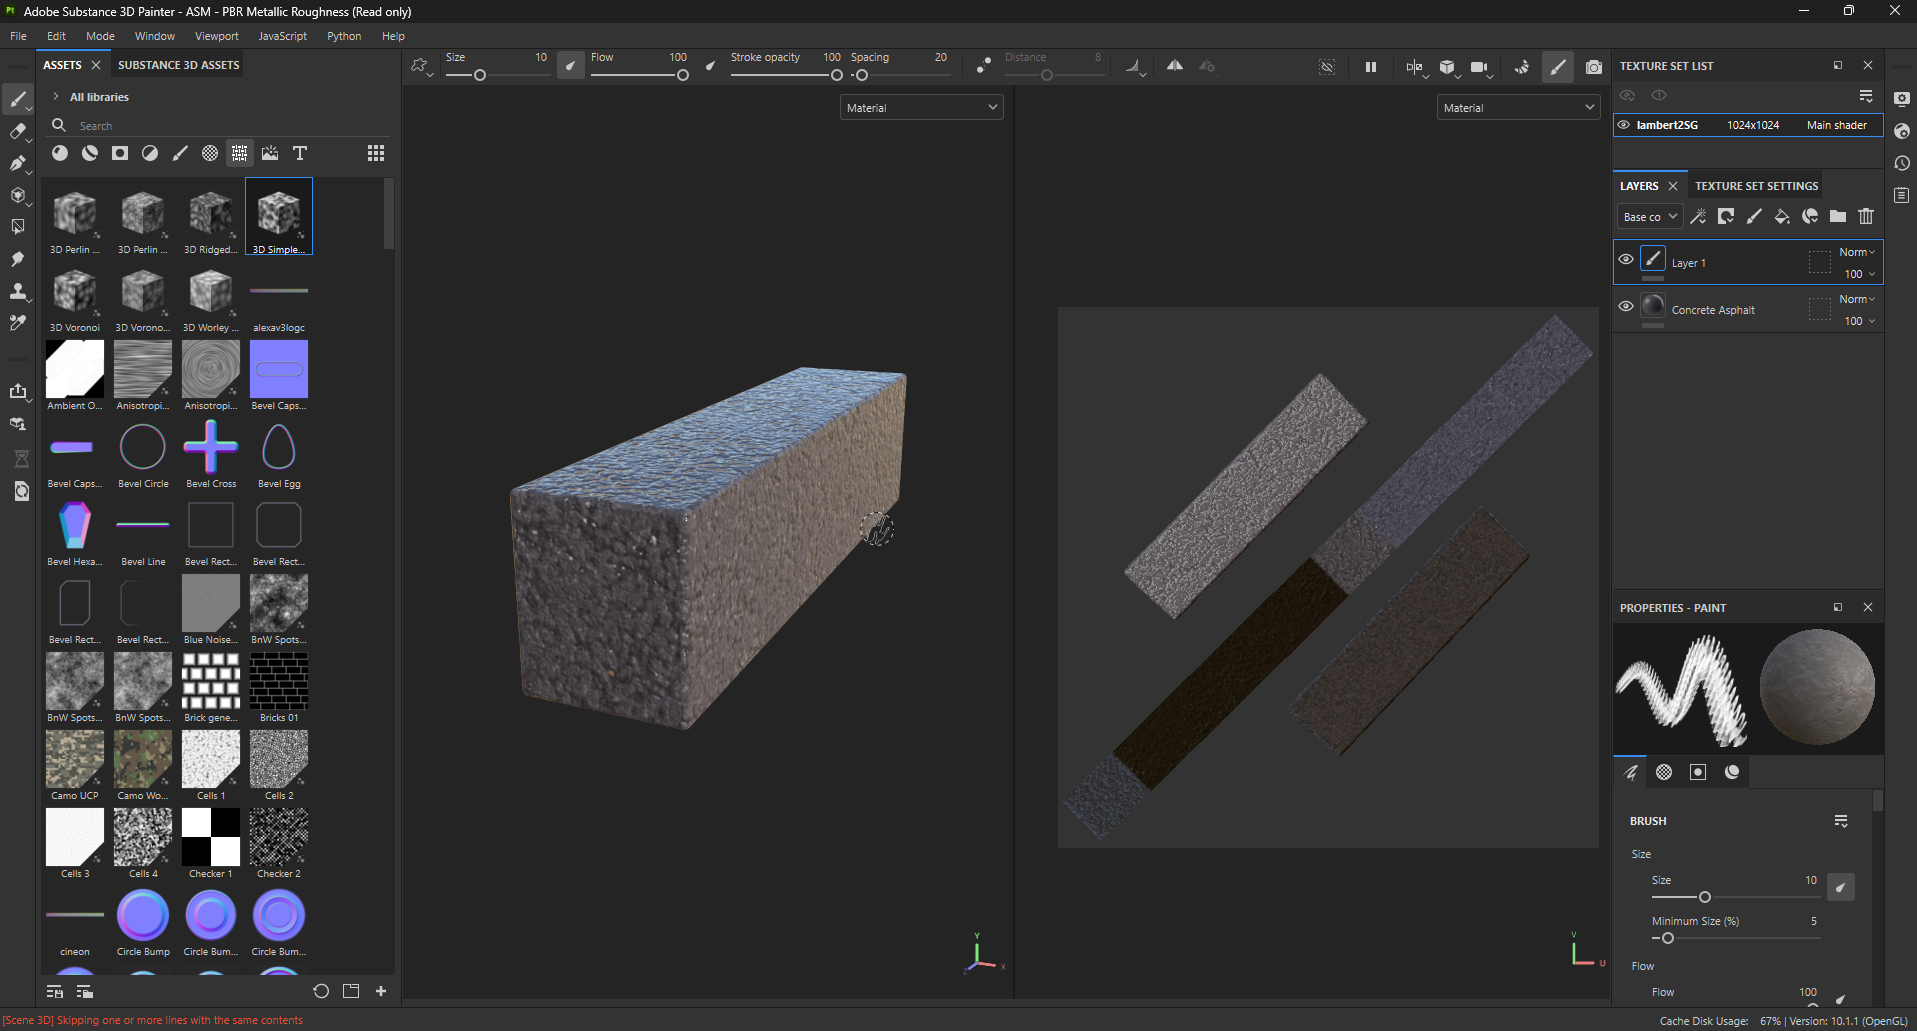 Pt Adobe Substance 3D Painter - ASM - PBR Metallic Roughness (Read only)
File Edit Mode Window Viewport JavaScript Python Help
ASSETS SUBSTANCE 3D ASSETS
All libraries
Search
3D Perlin ... 3D Perlin ... 3D Ridged... 3D Simple...
3D Voronoi 3D Vorono... 3D Worley ... alexav3logc
Ambient O... Anisotropi... Anisotropi... Bevel Caps...
Bevel Caps... Bevel Circle Bevel Cross Bevel Egg
Bevel Hexa... Bevel Line Bevel Rect... Bevel Rect...
Bevel Rect... Bevel Rect... Blue Noise... BnW Spots...
BnW Spots... BnW Spots... Brick gene... Bricks 01
Camo UCP Camo Wo... Cells 1 Cells 2
Cells 3 Cells 4 Checker 1 Checker 2
cineon Circle Bump Circle Bum... Circle Bum...
Size 10 Flow 100 Stroke opacity 100 Spacing 20 Distance 8
Material
Material
Y
Z X
V
U
TEXTURE SET LIST
lambert2SG 1024x1024 Main shader
LAYERS TEXTURE SET SETTINGS
Base co
Layer 1 Norm
100
Concrete Asphalt Norm
100
PROPERTIES - PAINT
BRUSH
Size
Size 10
Minimum Size (%) 5
Flow
Flow 100
[Scene 3D] Skipping one or more lines with the same contents
Cache Disk Usage: 67% | Version: 10.1.1 (OpenGL)